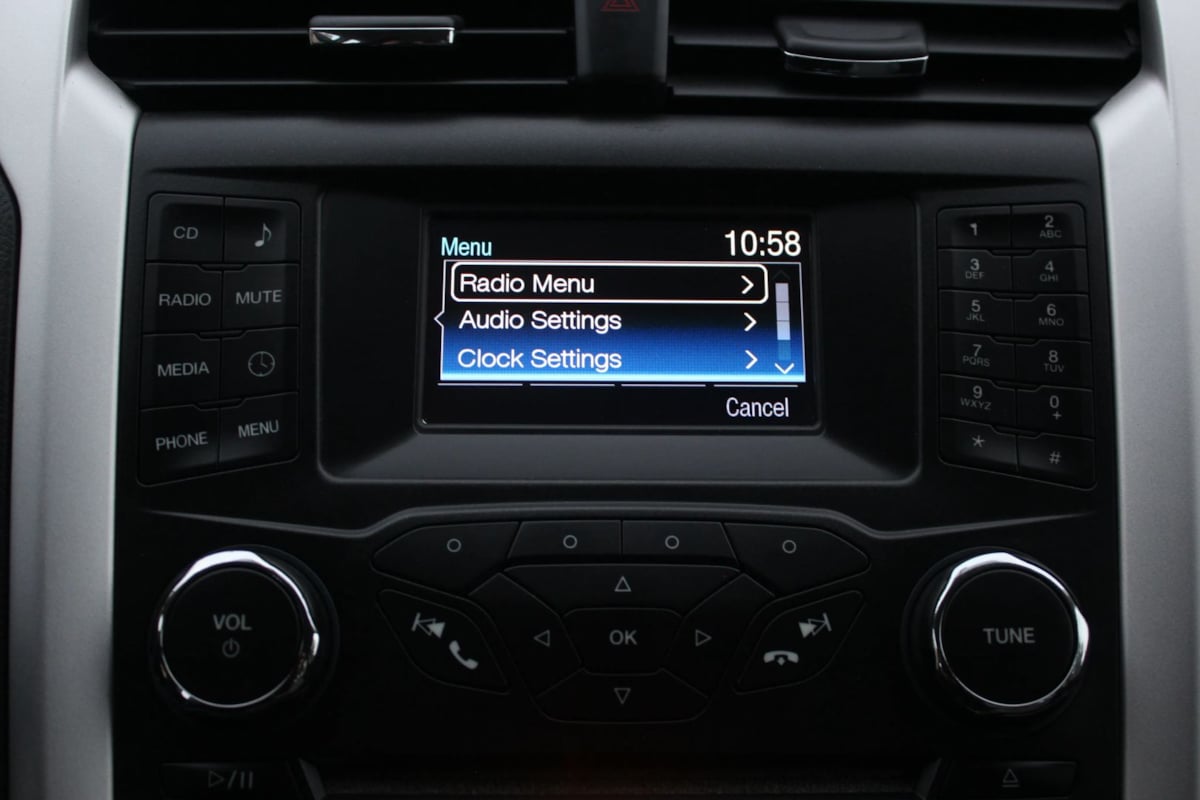 Menu 10:58
Radio Menu
Audio Settings
Clock Settings
Cancel
CD
RADIO MUTE
MEDIA
PHONE MENU
1 2 ABC
3 DEF 4 GHI
5 JKL 6 MNO
7 PQRS 8 TUV
9 WXYZ 0 +
* #
VOL
OK
TUNE